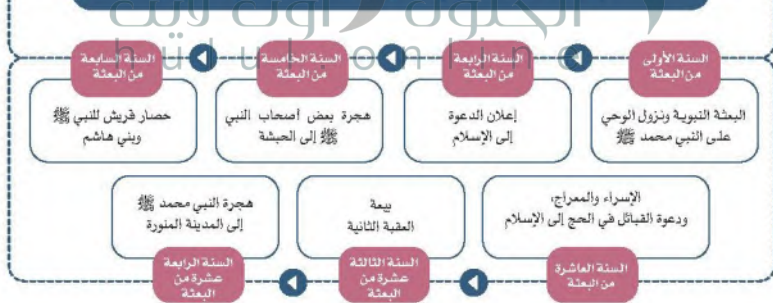 الحلول اون لاين
hululonline
السنة الأولى
من البعثة
البعثة النبوية ونزول الوحي
على النبي محمد ﷺ
السنة الرابعة
من البعثة
إعلان الدعوة
إلى الإسلام
السنة الخامسة
من البعثة
هجرة بعض أصحاب النبي
ﷺ إلى الحبشة
السنة السابعة
من البعثة
حصار قريش للنبي ﷺ
وبني هاشم
الإسراء والمعراج،
ودعوة القبائل في الحج إلى الإسلام
السنة العاشرة
من البعثة
بيعة
العقبة الثانية
السنة الثالثة
عشرة من
البعثة
هجرة النبي محمد ﷺ
إلى المدينة المنورة
السنة الرابعة
عشرة من
البعثة